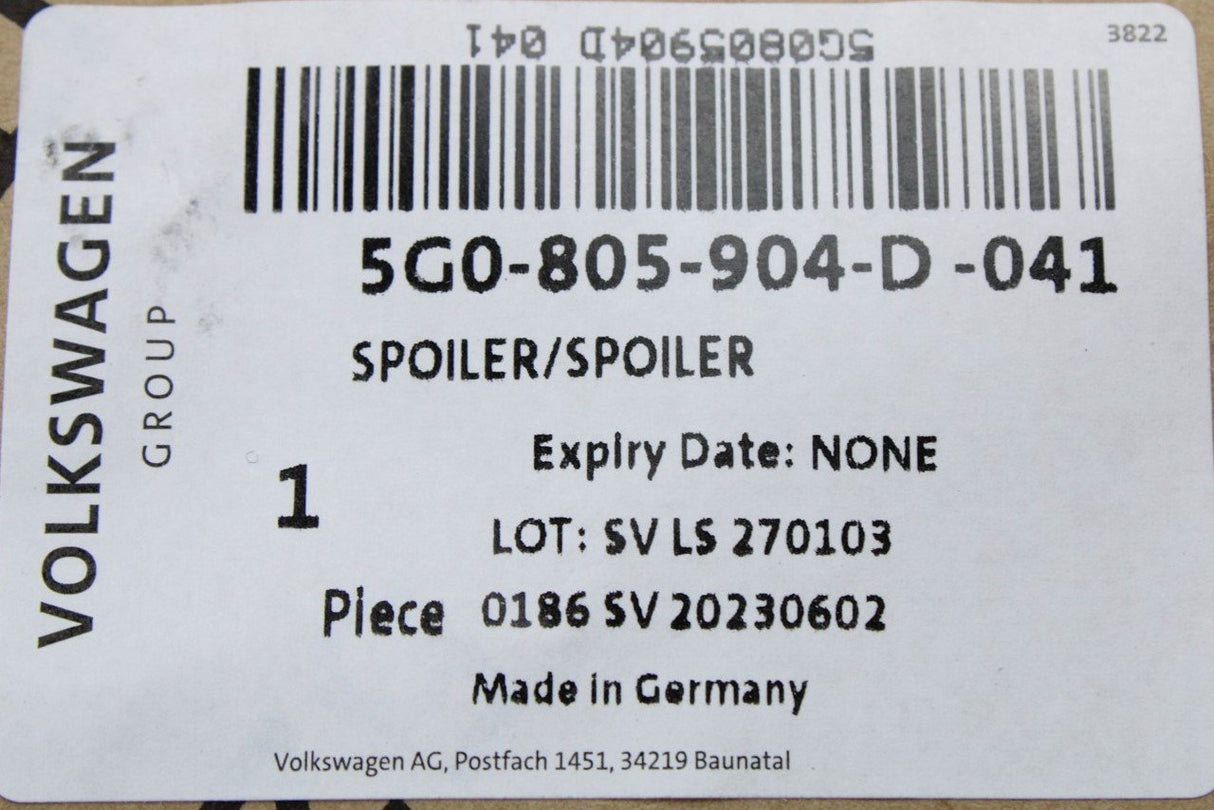 3822
5G0805904D 041
5G0-805-904-D -041
SPOILER/SPOILER
Expiry Date: NONE
1
LOT: SV LS 270103
Piece 0186 SV 20230602
Made in Germany
Volkswagen AG, Postfach 1451, 34219 Baunatal
VOLKSWAGEN
GROUP